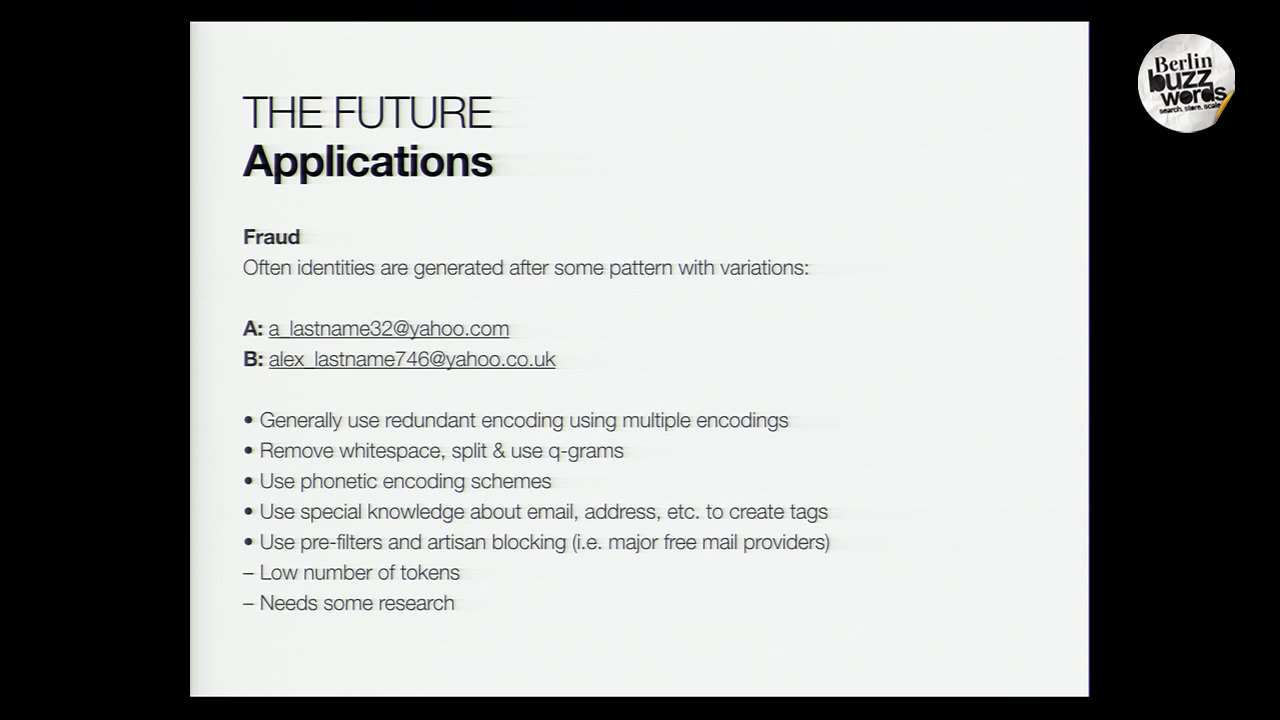 THE FUTURE
Applications
Fraud
Often identities are generated after some pattern with variations:
A: a_lastname32@yahoo.com
B: alex_lastname746@yahoo.co.uk
• Generally use redundant encoding using multiple encodings
• Remove whitespace, split & use q-grams
• Use phonetic encoding schemes
• Use special knowledge about email, address, etc. to create tags
• Use pre-filters and artisan blocking (i.e. major free mail providers)
– Low number of tokens
– Needs some research
Berlin
buzz
words
search. store. scale